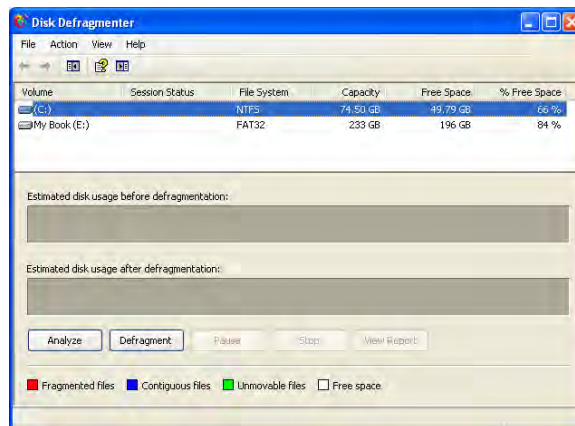 Disk Defragmenter
File Action View Help
Volume Session Status File System Capacity Free Space % Free Space
(C:) NTFS 74.50 GB 49.79 GB 66 %
My Book (E:) FAT32 233 GB 196 GB 84 %
Estimated disk usage before defragmentation:
Estimated disk usage after defragmentation:
Analyze Defragment Pause Stop View Report
Fragmented files Contiguous files Unmovable files Free space